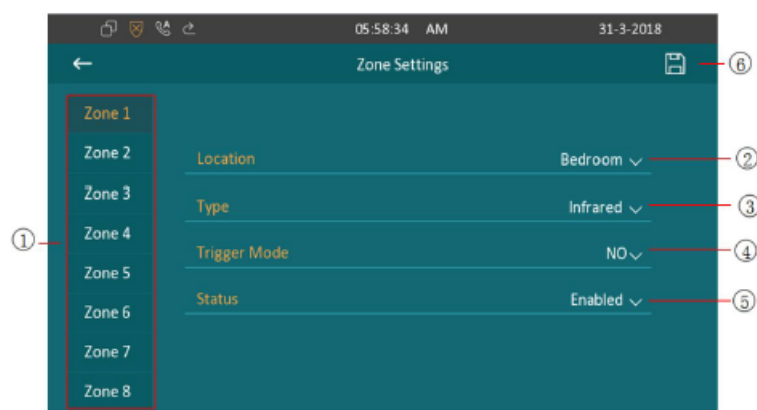 05:58:34 AM 31-3-2018
Zone Settings ⑥
Zone 1
Zone 2 Location Bedroom ②
Zone 3 Type Infrared ③
① Zone 4 Trigger Mode NO ④
Zone 5
Status Enabled ⑤
Zone 6
Zone 7
Zone 8